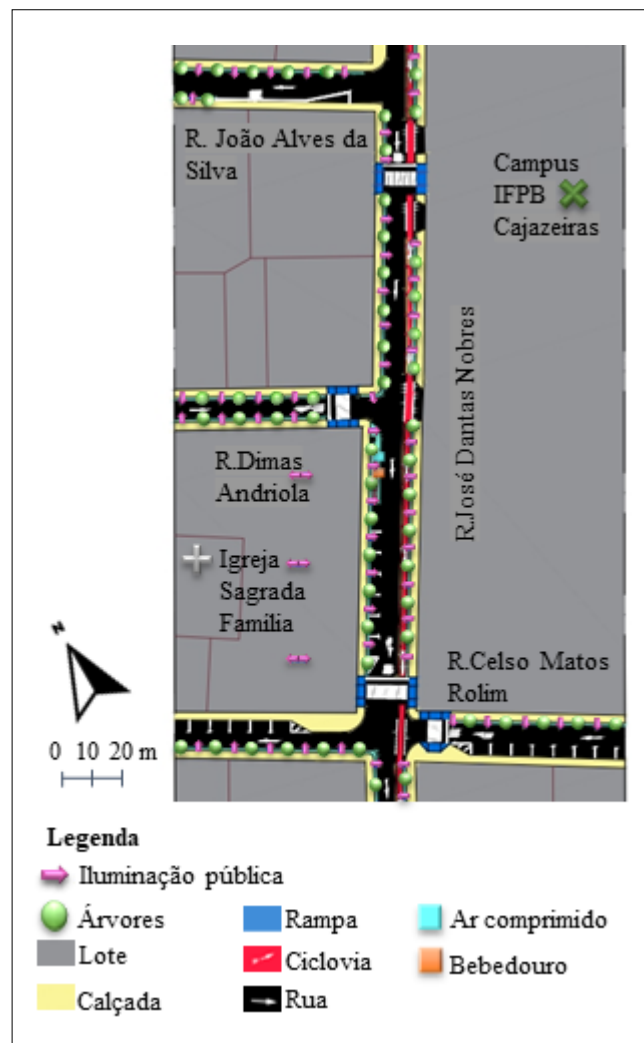 R. João Alves da
Silva
Campus
IFPB
Cajazeiras
R.José Dantas Nobres
R.Dimas
Andriola
Igreja
Sagrada
Família
R.Celso Matos
Rolim
N
0 10 20 m
Legenda
Iluminação pública
Árvores
Rampa
Ar comprimido
Lote
Ciclovia
Bebedouro
Calçada
Rua